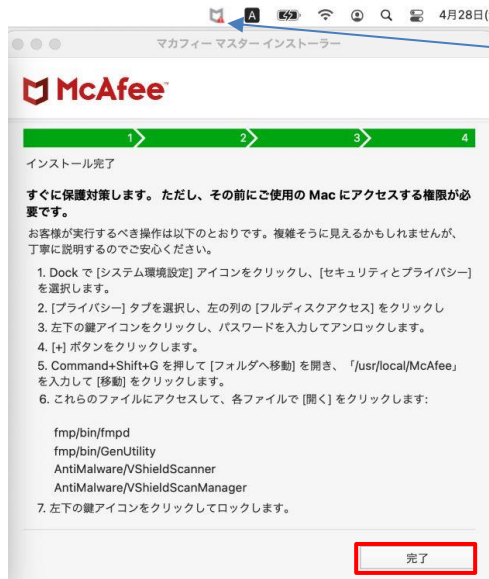 A 4月28日(
マカフィー マスター インストーラー
McAfee™
1 2 3 4
インストール完了
すぐに保護対策します。 ただし、その前にご使用の Mac にアクセスする権限が必
要です。
お客様が実行するべき操作は以下のとおりです。複雑そうに見えるかもしれませんが、
丁寧に説明するのでご安心ください。
1. Dock で [システム環境設定] アイコンをクリックし、[セキュリティとプライバシー]
を選択します。
2. [プライバシー] タブを選択し、左の列の [フルディスクアクセス] をクリックし
3. 左下の鍵アイコンをクリックし、パスワードを入力してアンロックします。
4. [+] ボタンをクリックします。
5. Command+Shift+G を押して [フォルダへ移動] を開き、「/usr/local/McAfee」
を入力して [移動] をクリックします。
6. これらのファイルにアクセスして、各ファイルで [開く] をクリックします:
fmp/bin/fmpd
fmp/bin/GenUtility
AntiMalware/VShieldScanner
AntiMalware/VShieldScanManager
7. 左下の鍵アイコンをクリックしてロックします。
完了